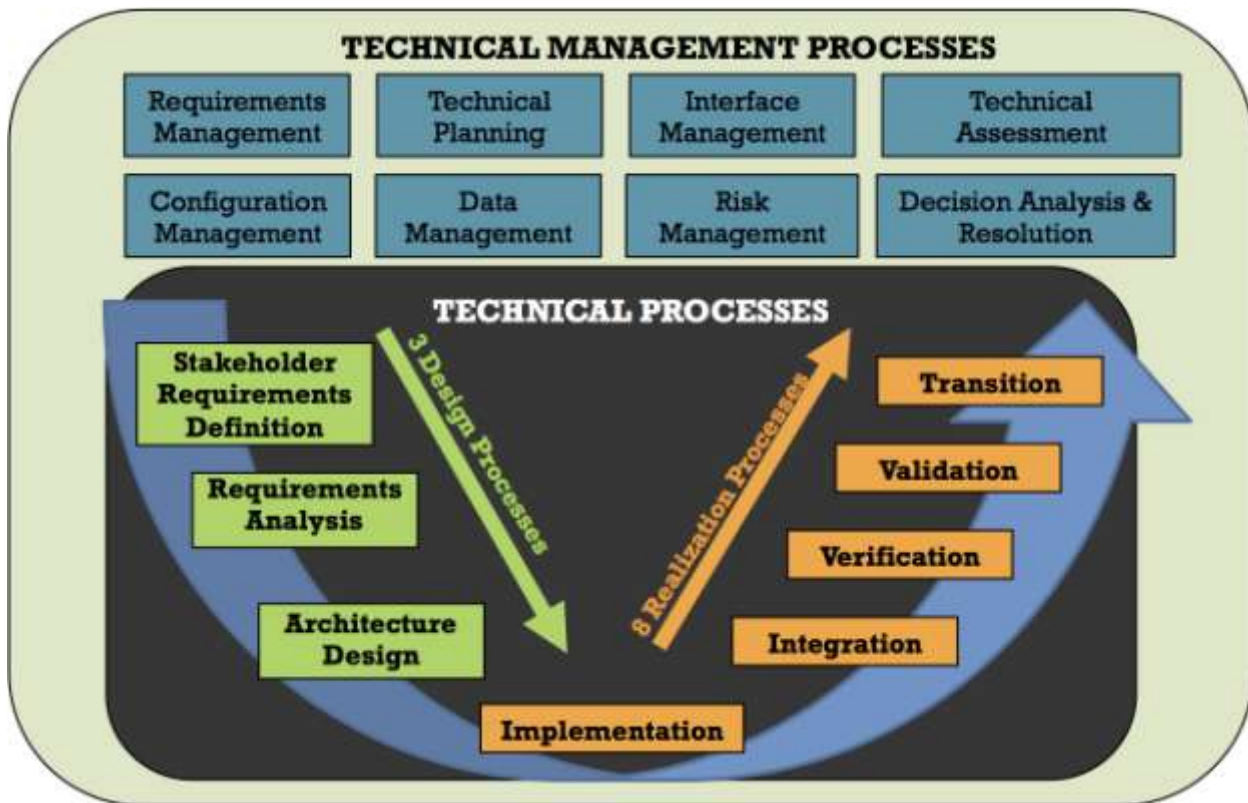 TECHNICAL MANAGEMENT PROCESSES
Requirements
Management
Technical
Planning
Interface
Management
Technical
Assessment
Configuration
Management
Data
Management
Risk
Management
Decision Analysis &
Resolution
TECHNICAL PROCESSES
Stakeholder
Requirements
Definition
Requirements
Analysis
Architecture
Design
3 Design Processes
Implementation
8 Realization Processes
Transition
Validation
Verification
Integration